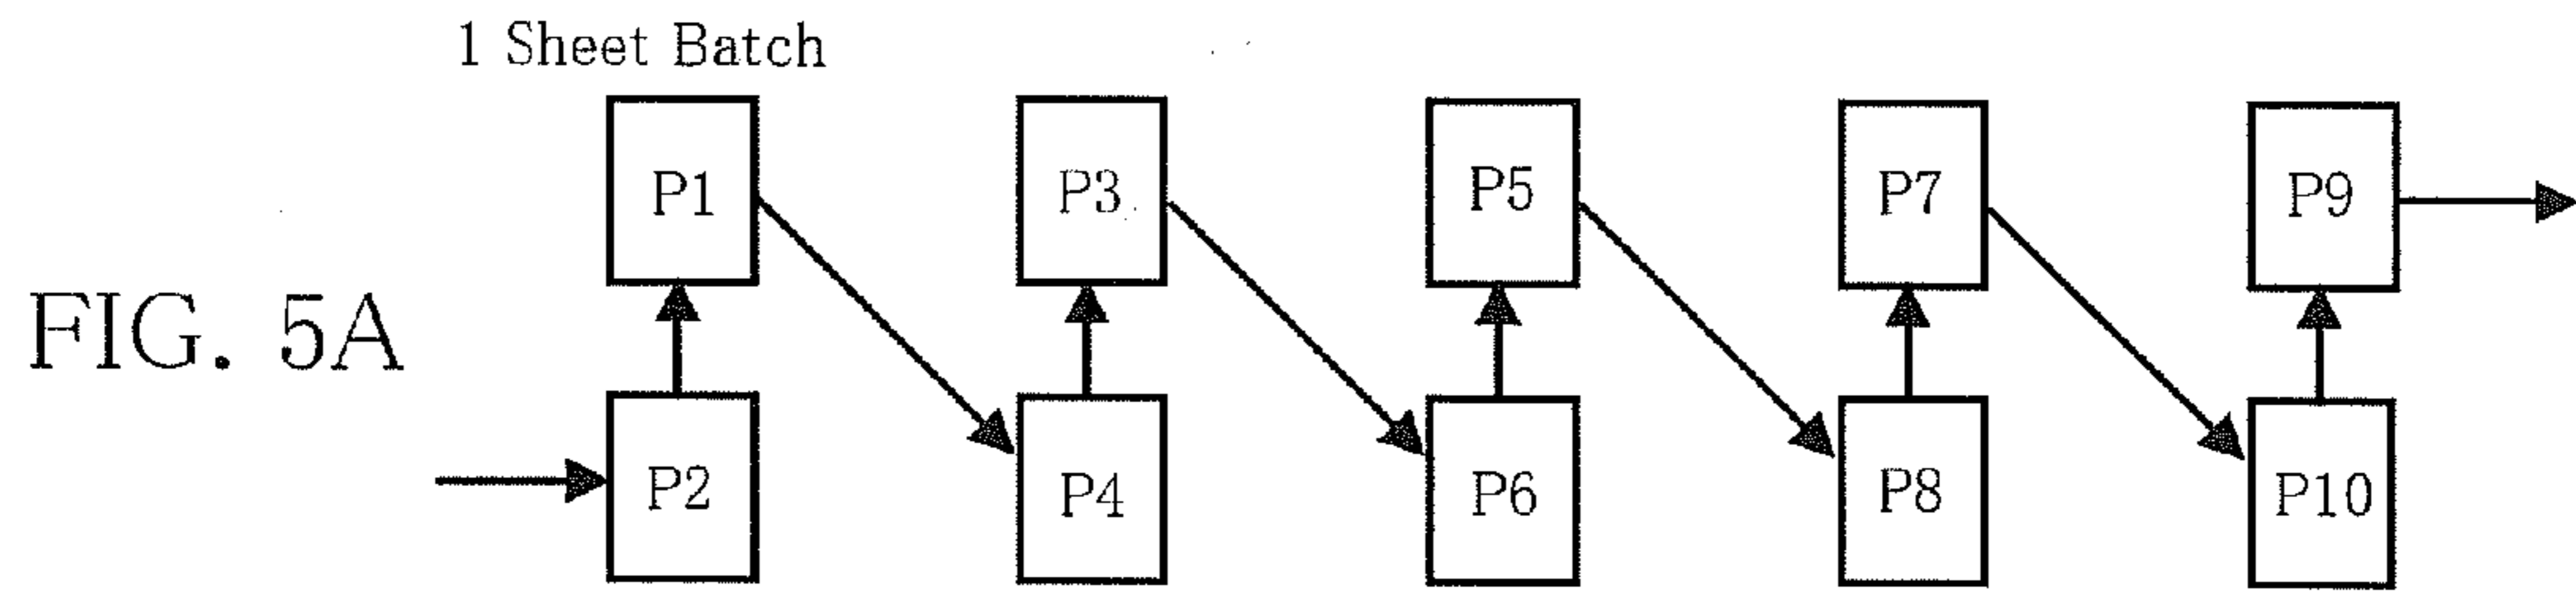 1 Sheet Batch
P1 P3 P5 P7 P9
FIG. 5A
P2 P4 P6 P8 P10